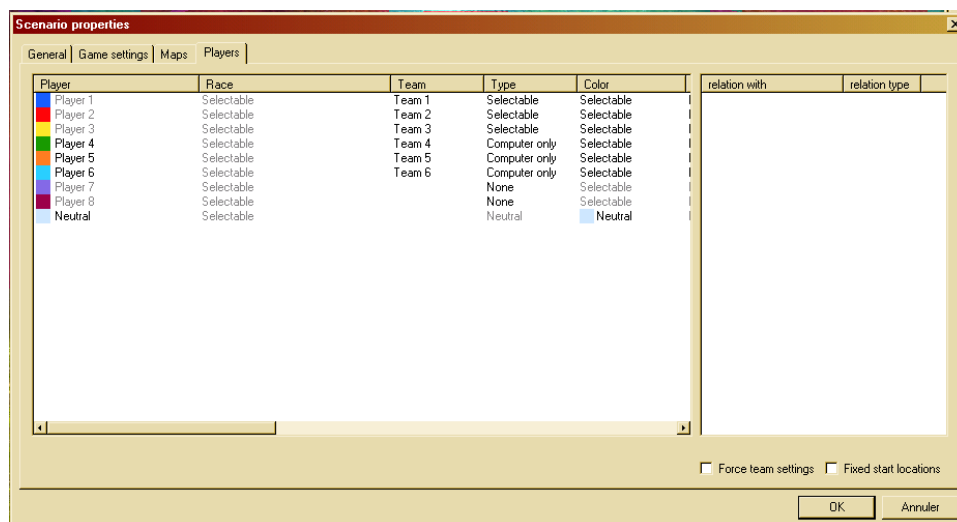 Scenario properties
General Game settings Maps Players
Player Race Team Type Color relation with relation type
Player 1 Selectable Team 1 Selectable Selectable
Player 2 Selectable Team 2 Selectable Selectable
Player 3 Selectable Team 3 Selectable Selectable
Player 4 Selectable Team 4 Computer only Selectable
Player 5 Selectable Team 5 Computer only Selectable
Player 6 Selectable Team 6 Computer only Selectable
Player 7 Selectable None Selectable
Player 8 Selectable None Selectable
Neutral Selectable Neutral Neutral
Force team settings Fixed start locations
OK Annuler